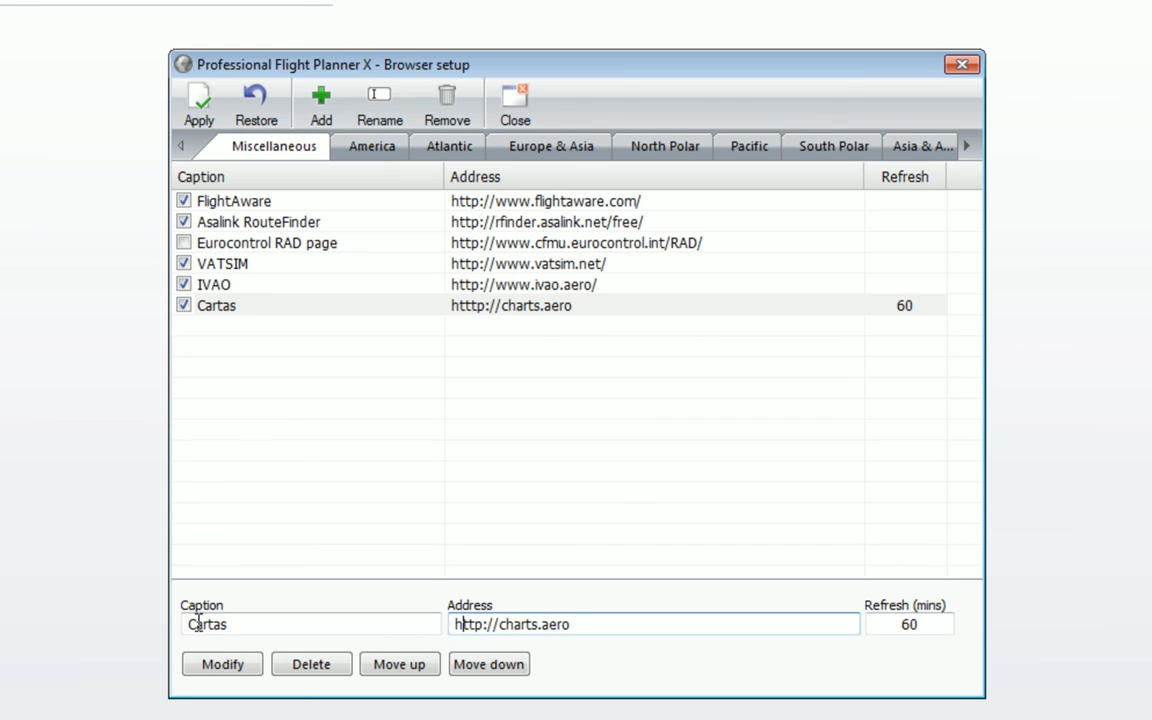 Professional Flight Planner X - Browser setup
Apply Restore Add Rename Remove Close
Miscellaneous America Atlantic Europe & Asia North Polar Pacific South Polar Asia & A...
Caption Address Refresh
FlightAware http://www.flightaware.com/
Asalink RouteFinder http://rfinder.asalink.net/free/
Eurocontrol RAD page http://www.cfmu.eurocontrol.int/RAD/
VATSIM http://www.vatsim.net/
IVAO http://www.ivao.aero/
Cartas htttp://charts.aero 60
Caption Address Refresh (mins)
Cartas http://charts.aero 60
Modify Delete Move up Move down